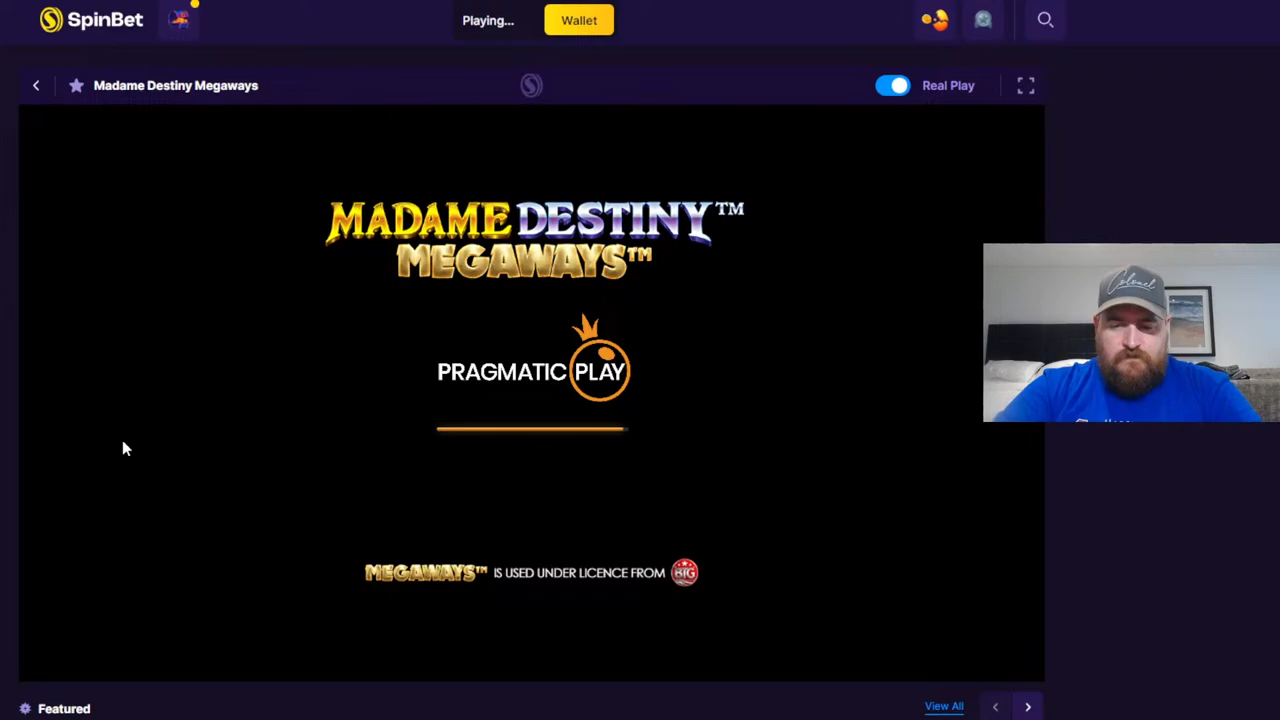 SpinBet
Playing...
Wallet
Madame Destiny Megaways
Real Play
MADAME DESTINY™
MEGAWAYS™
PRAGMATIC PLAY
MEGAWAYS™ IS USED UNDER LICENCE FROM BTG
Featured
View All